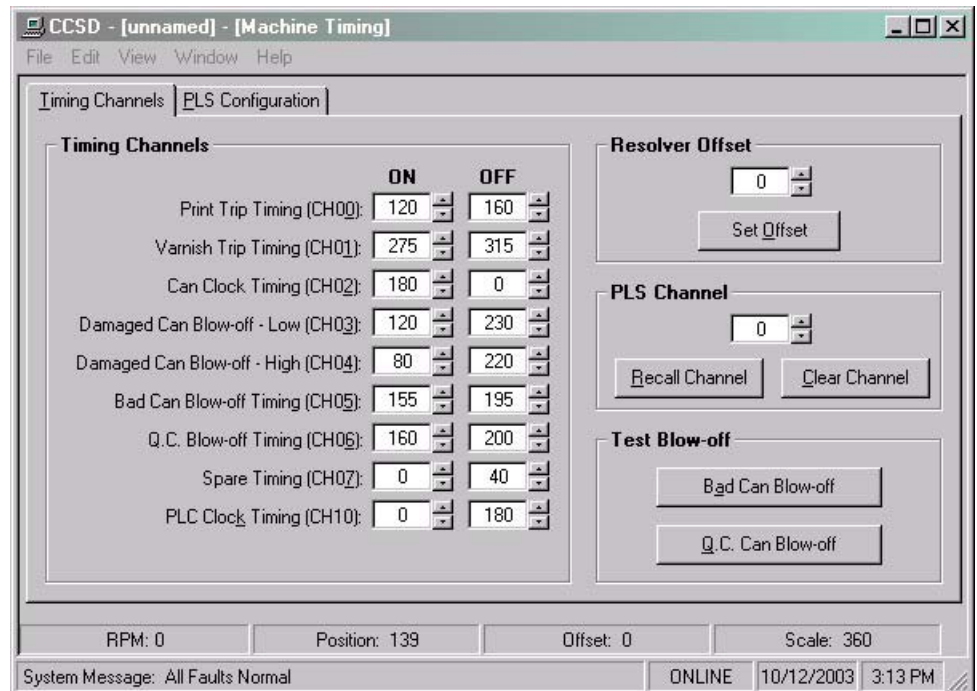 CCSD - [unnamed] - [Machine Timing]
File Edit View Window Help
Timing Channels PLS Configuration
Timing Channels
ON OFF
Print Trip Timing (CH00): 120 160
Varnish Trip Timing (CH01): 275 315
Can Clock Timing (CH02): 180 0
Damaged Can Blow-off - Low (CH03): 120 230
Damaged Can Blow-off - High (CH04): 80 220
Bad Can Blow-off Timing (CH05): 155 195
Q.C. Blow-off Timing (CH06): 160 200
Spare Timing (CH07): 0 40
PLC Clock Timing (CH10): 0 180
Resolver Offset
0
Set Offset
PLS Channel
0
Recall Channel Clear Channel
Test Blow-off
Bad Can Blow-off
Q.C. Can Blow-off
RPM: 0 Position: 139 Offset: 0 Scale: 360
System Message: All Faults Normal ONLINE 10/12/2003 3:13 PM